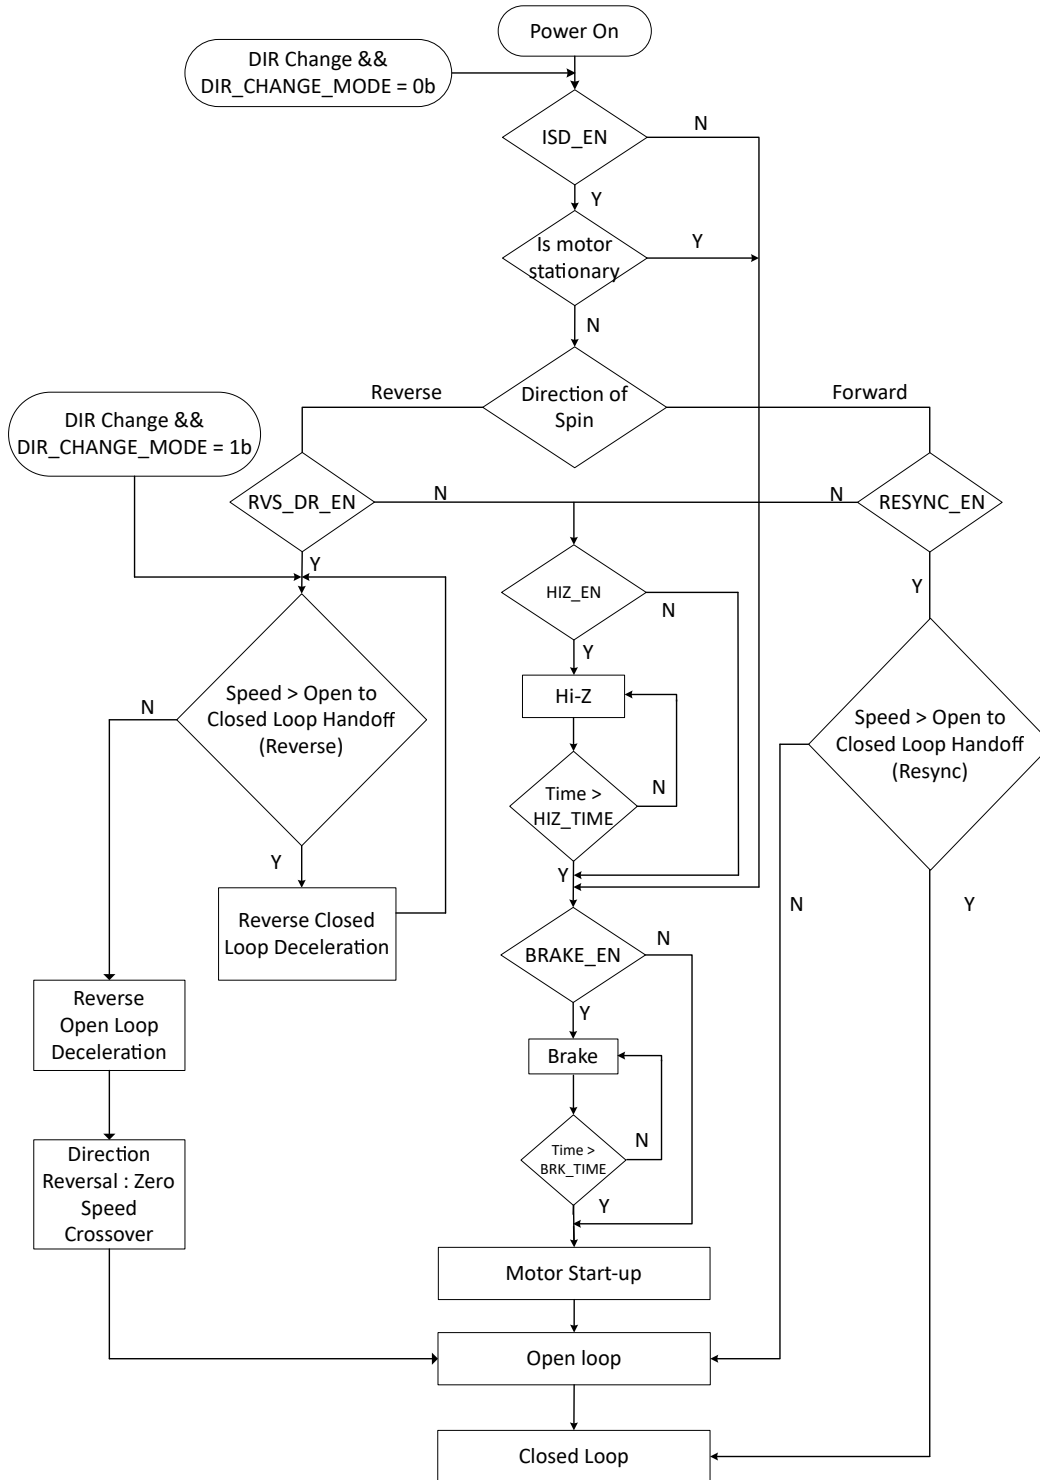 Power On
DIR Change &&
DIR_CHANGE_MODE = 0b
ISD_EN
N
Y
Is motor
stationary
Y
N
Reverse
Direction of
Spin
Forward
DIR Change &&
DIR_CHANGE_MODE = 1b
RVS_DR_EN
N
N
RESYNC_EN
Y
HIZ_EN
N
Y
Y
Speed > Open to
Closed Loop Handoff
(Reverse)
N
Hi-Z
Speed > Open to
Closed Loop Handoff
(Resync)
Time >
HIZ_TIME
N
Y
Y
Reverse Closed
Loop Deceleration
N
Y
BRAKE_EN
N
Y
Reverse
Open Loop
Deceleration
Brake
Time >
BRK_TIME
N
Y
Direction
Reversal : Zero
Speed
Crossover
Motor Start-up
Open loop
Closed Loop